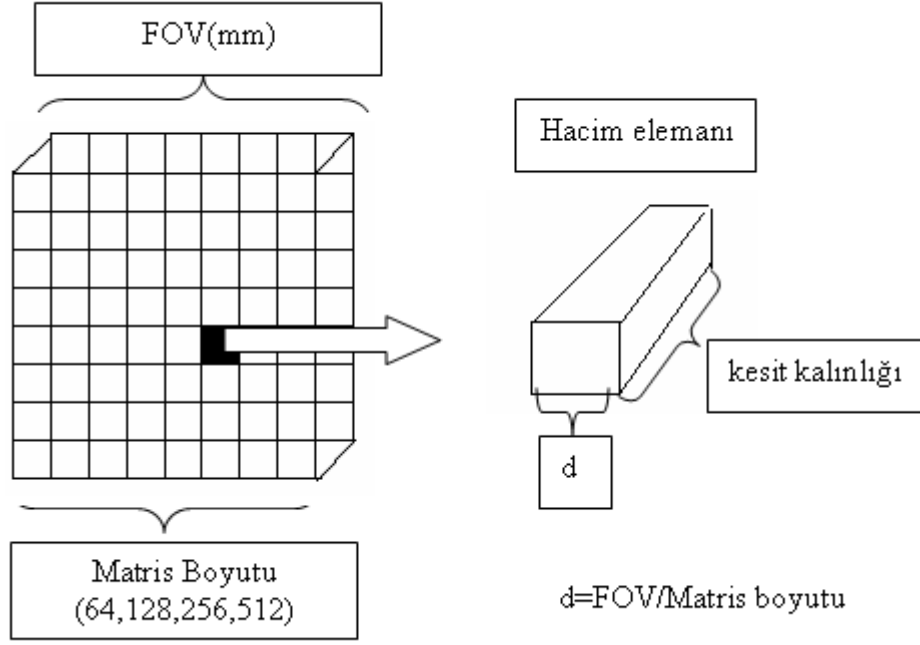 FOV(mm)
Hacim elemanı
kesit kalınlığı
d
Matris Boyutu
(64,128,256,512)
d=FOV/Matris boyutu